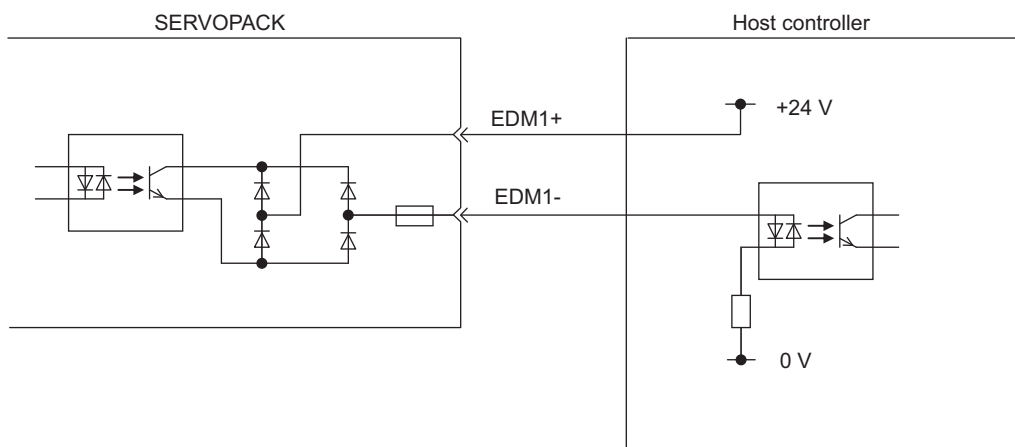 SERVOPACK
Host controller
+24 V
EDM1+
EDM1-
0 V